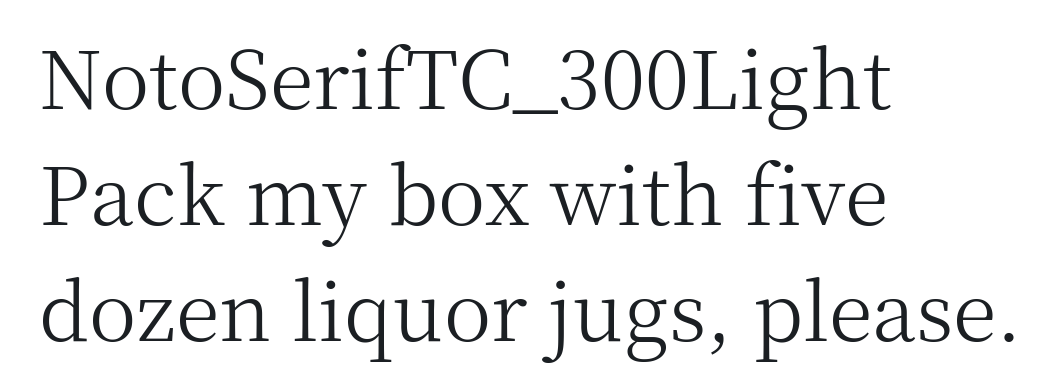 NotoSerifTC_300Light
Pack my box with five
dozen liquor jugs, please.